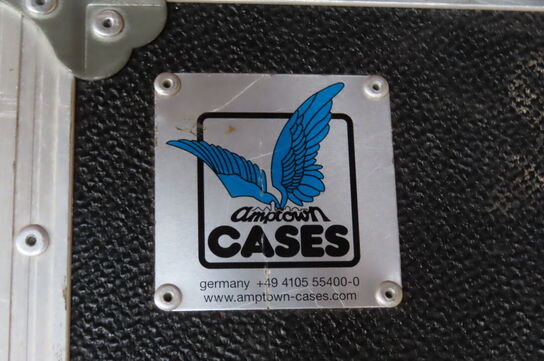 amptown
CASES
germany +49 4105 55400-0
www.amptown-cases.com